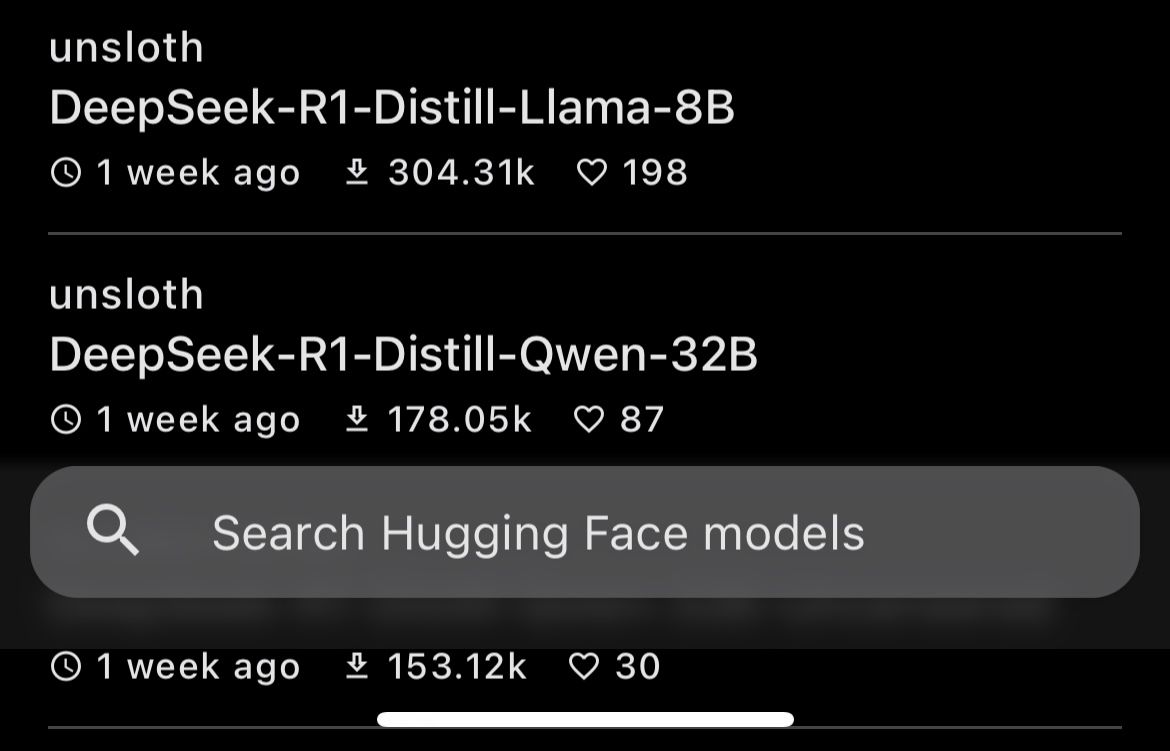 unsloth
DeepSeek-R1-Distill-Llama-8B
1 week ago 304.31k 198
unsloth
DeepSeek-R1-Distill-Qwen-32B
1 week ago 178.05k 87
Search Hugging Face models
1 week ago 153.12k 30